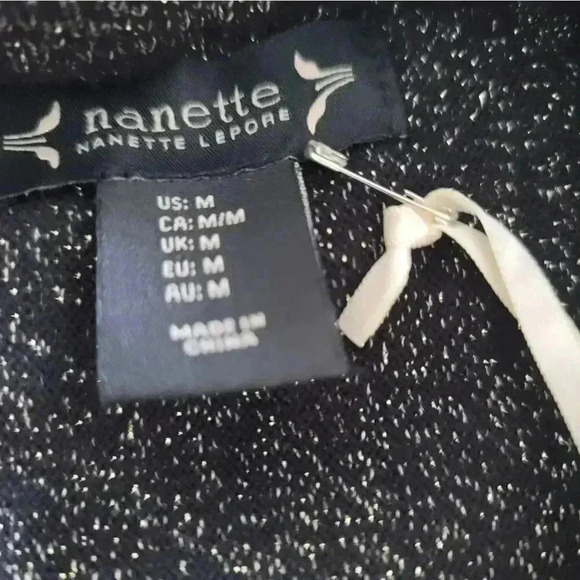 nanette
NANETTE LEPORE
US: M
CA: M/M
UK: M
EU: M
AU: M
MADE IN
CHINA